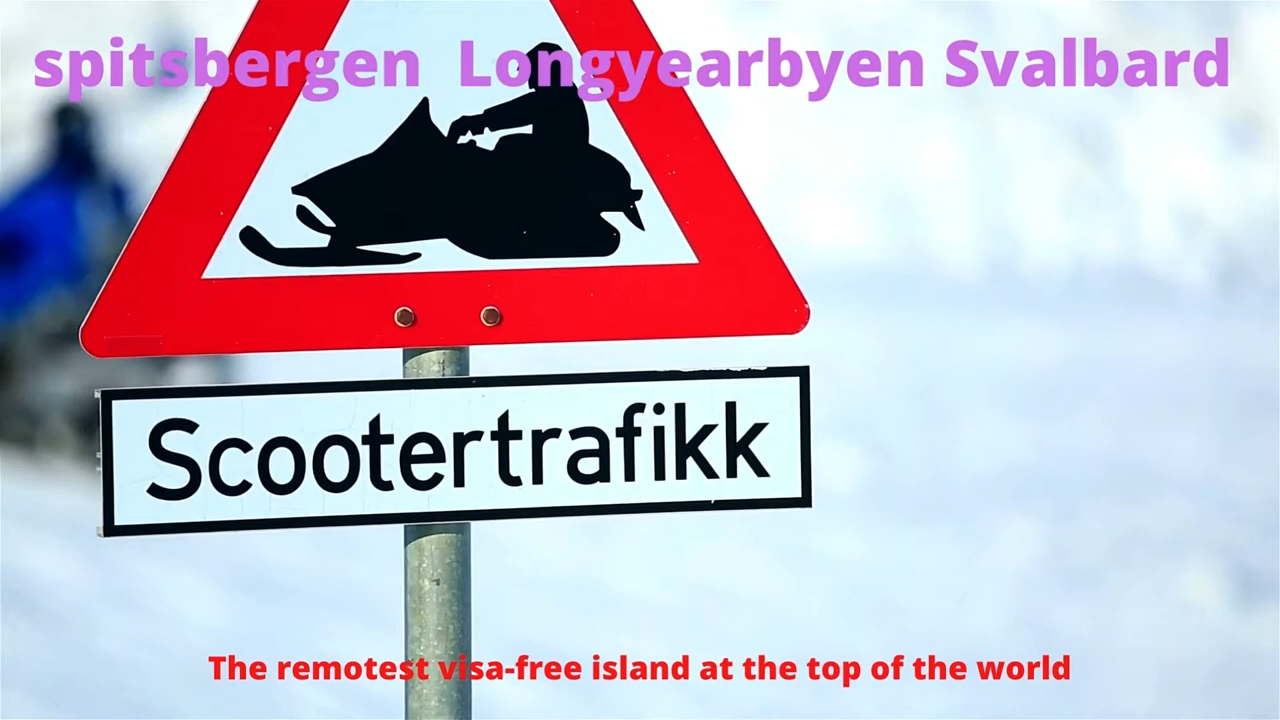 spitsbergen Longyearbyen Svalbard
Scootertrafikk
The remotest visa-free island at the top of the world